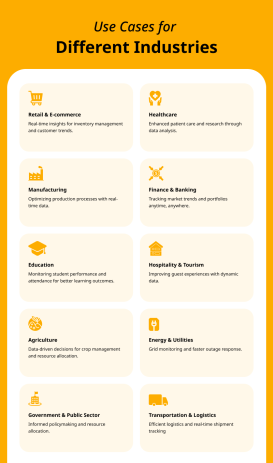 Use Cases for
Different Industries
Retail & E-commerce
Real-time insights for inventory management
and customer trends.
Healthcare
Enhanced patient care and research through
data analysis.
Manufacturing
Optimizing production processes with real-
time data.
Finance & Banking
Tracking market trends and portfolios
anytime, anywhere.
Education
Monitoring student performance and
attendance for better learning outcomes.
Hospitality & Tourism
Improving guest experiences with dynamic
data.
Agriculture
Data-driven decisions for crop management
and resource allocation.
Energy & Utilities
Grid monitoring and faster outage response.
Government & Public Sector
Informed policymaking and resource
allocation.
Transportation & Logistics
Efficient logistics and real-time shipment
tracking